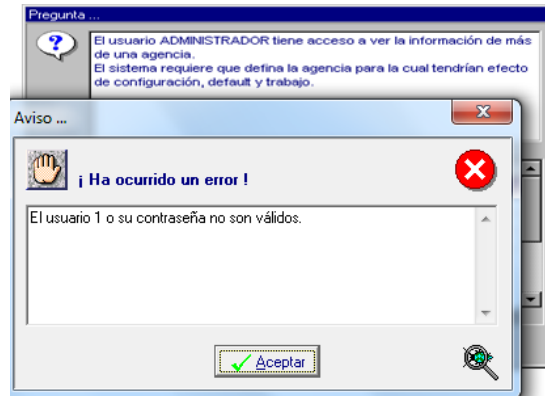 Pregunta ...
El usuario ADMINISTRADOR tiene acceso a ver la información de más
de una agencia.
El sistema requiere que defina la agencia para la cual tendrían efecto
de configuración, default y trabajo.
Aviso ...
¡ Ha ocurrido un error !
El usuario 1 o su contraseña no son válidos.
Aceptar